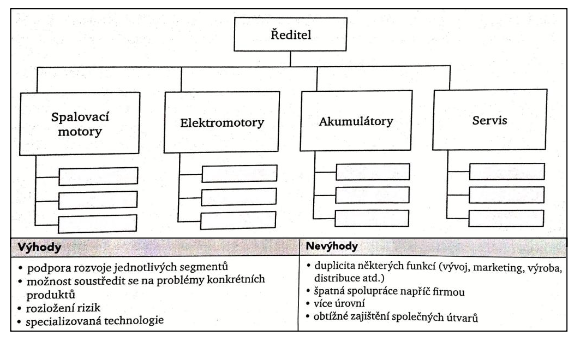 Ředitel
Spalovací
motory
Elektromotory
Akumulátory
Servis
Výhody
• podpora rozvoje jednotlivých segmentů
• možnost soustředit se na problémy konkrétních
produktů
• rozložení rizik
• specializovaná technologie
Nevýhody
• duplicita některých funkcí (vývoj, marketing, výroba,
distribuce atd.)
• špatná spolupráce napříč firmou
• více úrovní
• obtížné zajištění společných útvarů